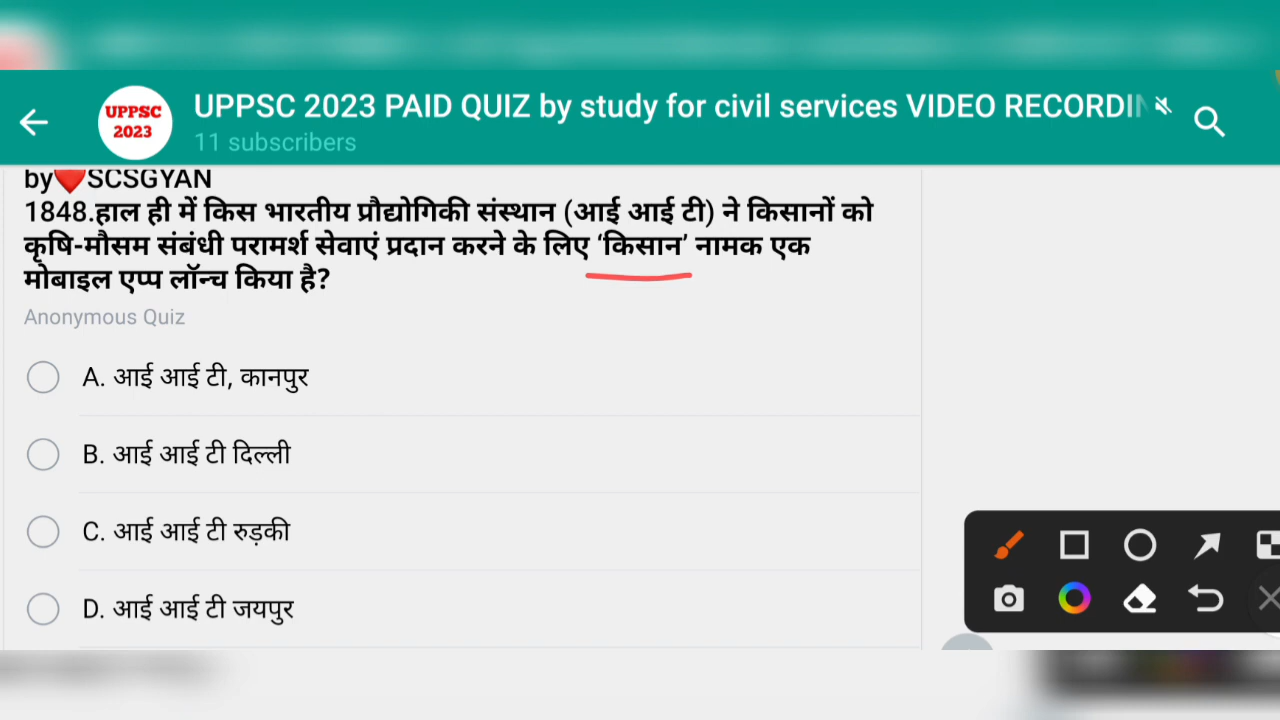 UPPSC
2023
UPPSC 2023 PAID QUIZ by study for civil services VIDEO RECORDIN
11 subscribers
by❤️SCSGYAN
1848.हाल ही में किस भारतीय प्रौद्योगिकी संस्थान (आई आई टी) ने किसानों को
कृषि-मौसम संबंधी परामर्श सेवाएं प्रदान करने के लिए ‘किसान’ नामक एक
मोबाइल एप्प लॉन्च किया है?
Anonymous Quiz
A. आई आई टी, कानपुर
B. आई आई टी दिल्ली
C. आई आई टी रुड़की
D. आई आई टी जयपुर